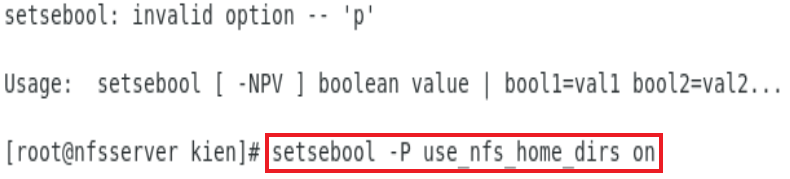 setsebool: invalid option -- 'p'
Usage:  setsebool [ -NPV ] boolean value | bool1=val1 bool2=val2...
[root@nfsserver kien]# setsebool -P use_nfs_home_dirs on